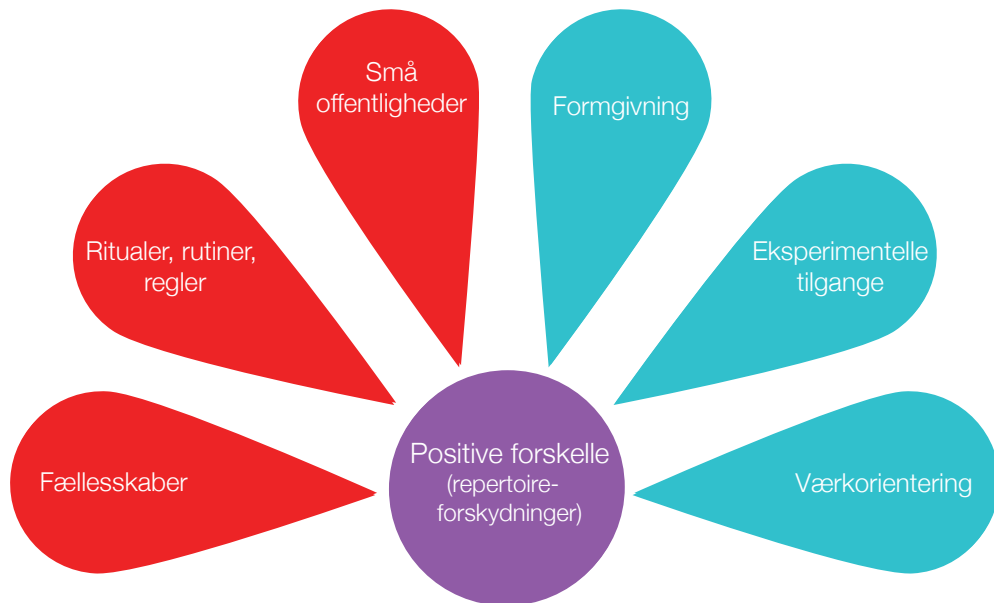 Små
offentligheder
Formgivning
Ritualer, rutiner,
regler
Eksperimentelle
tilgange
Fællesskaber
Positive forskelle
(repertoire-
forskydninger)
Værkorientering